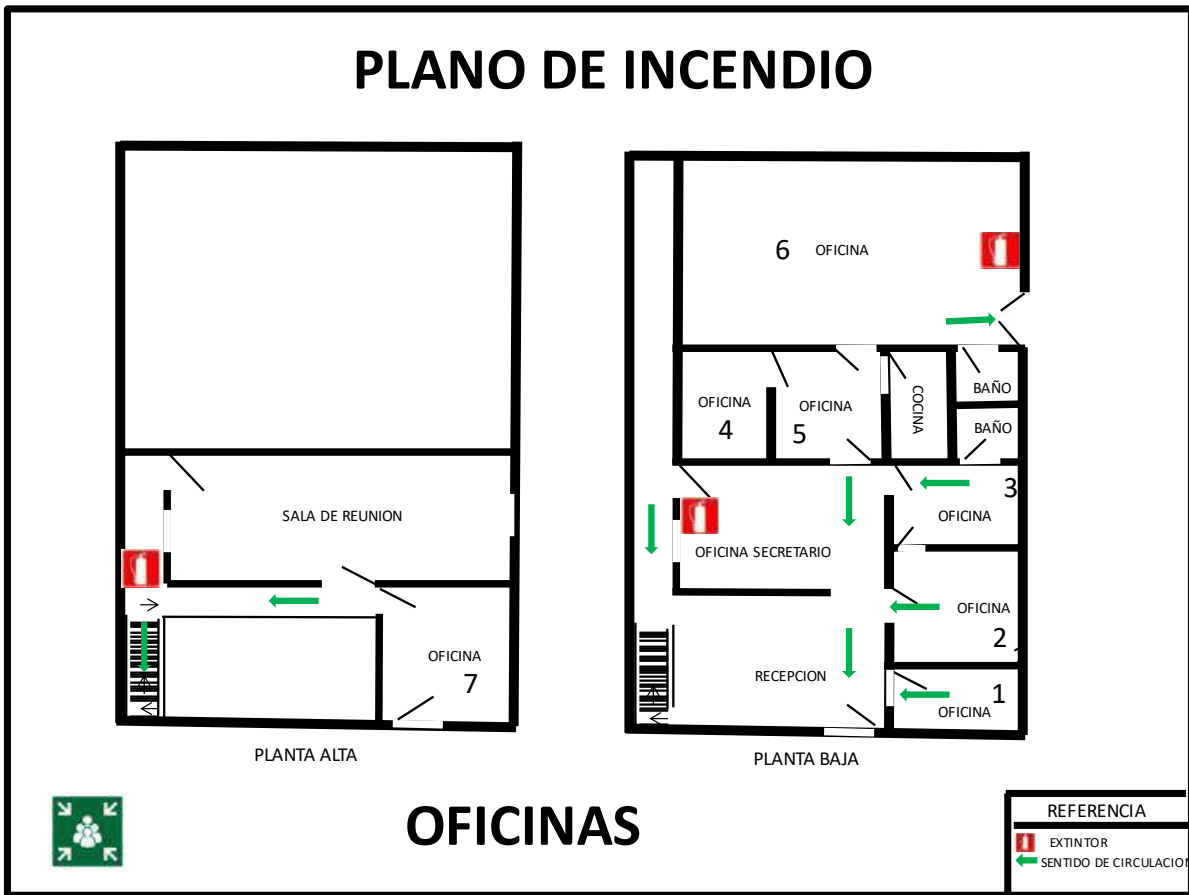 PLANO DE INCENDIO
SALA DE REUNION
OFICINA
7
PLANTA ALTA
6 OFICINA
OFICINA
4
OFICINA
5
COCINA
BAÑO
BAÑO
3
OFICINA
OFICINA SECRETARIO
OFICINA
2
RECEPCION
1
OFICINA
PLANTA BAJA
OFICINAS
REFERENCIA
EXTINTOR
SENTIDO DE CIRCULACION